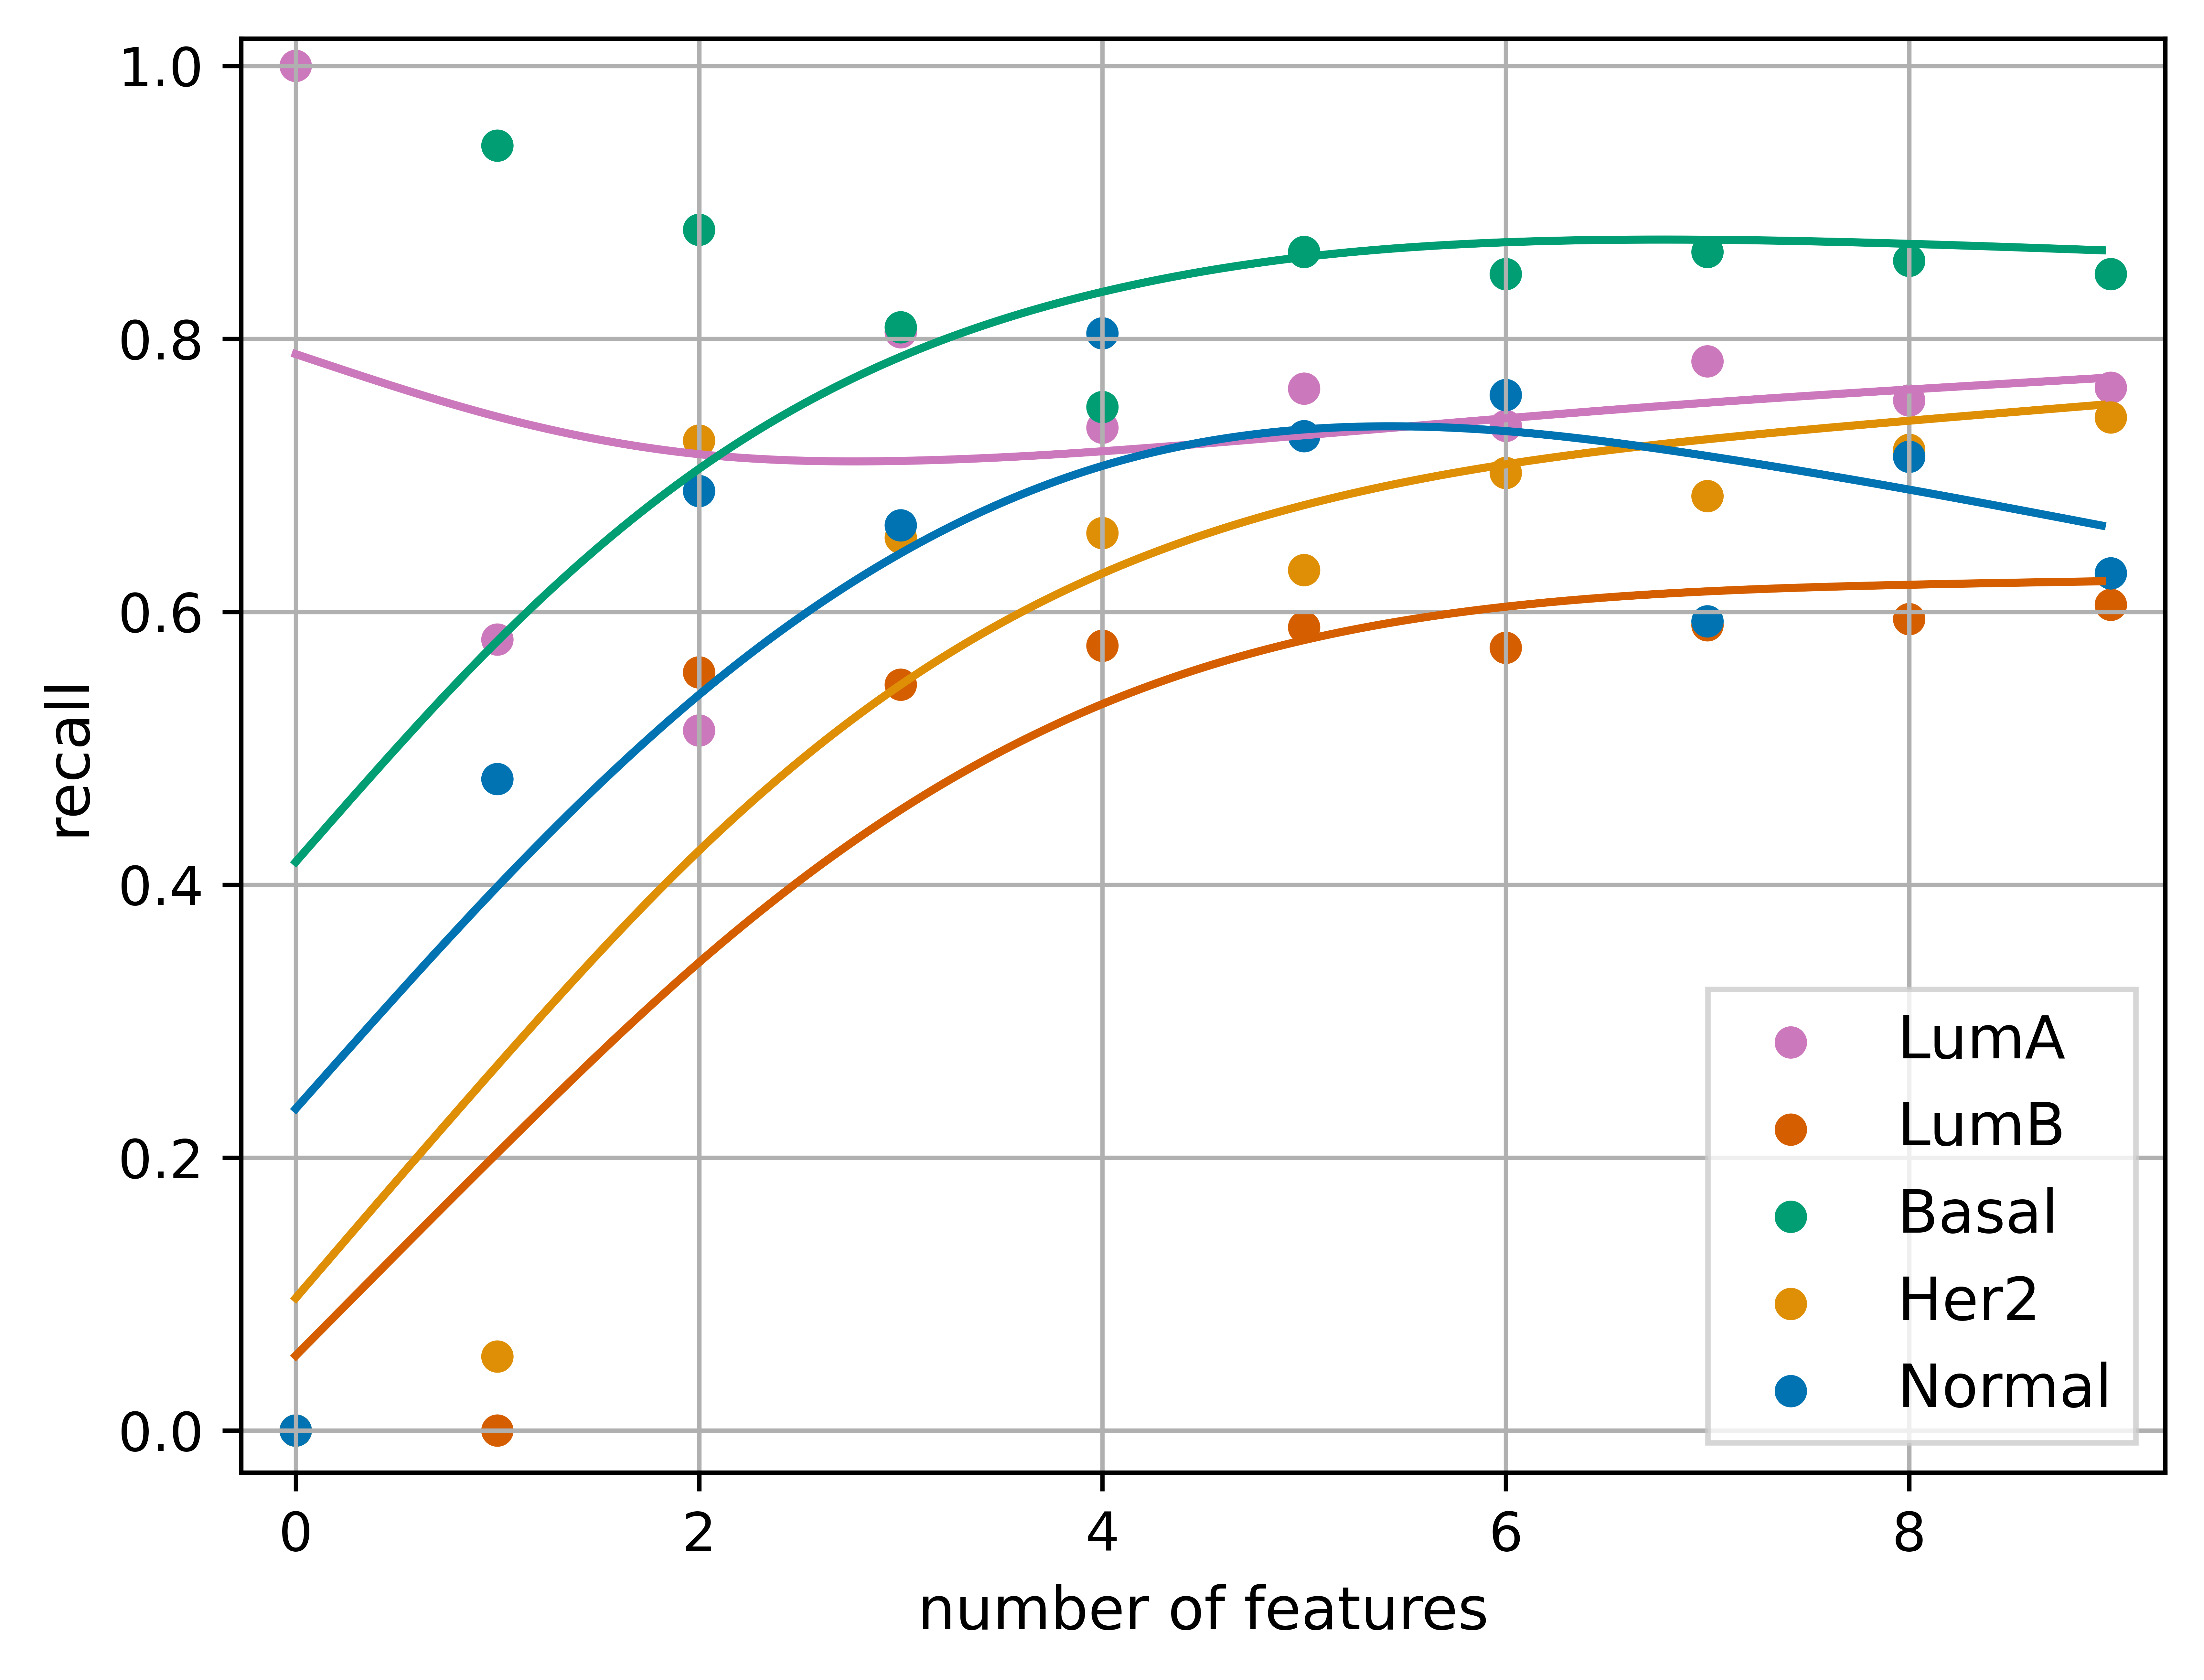 1.0
0.8
0.6
0.4
0.2
0.0
recall
0 2 4 6 8
number of features
LumA
LumB
Basal
Her2
Normal